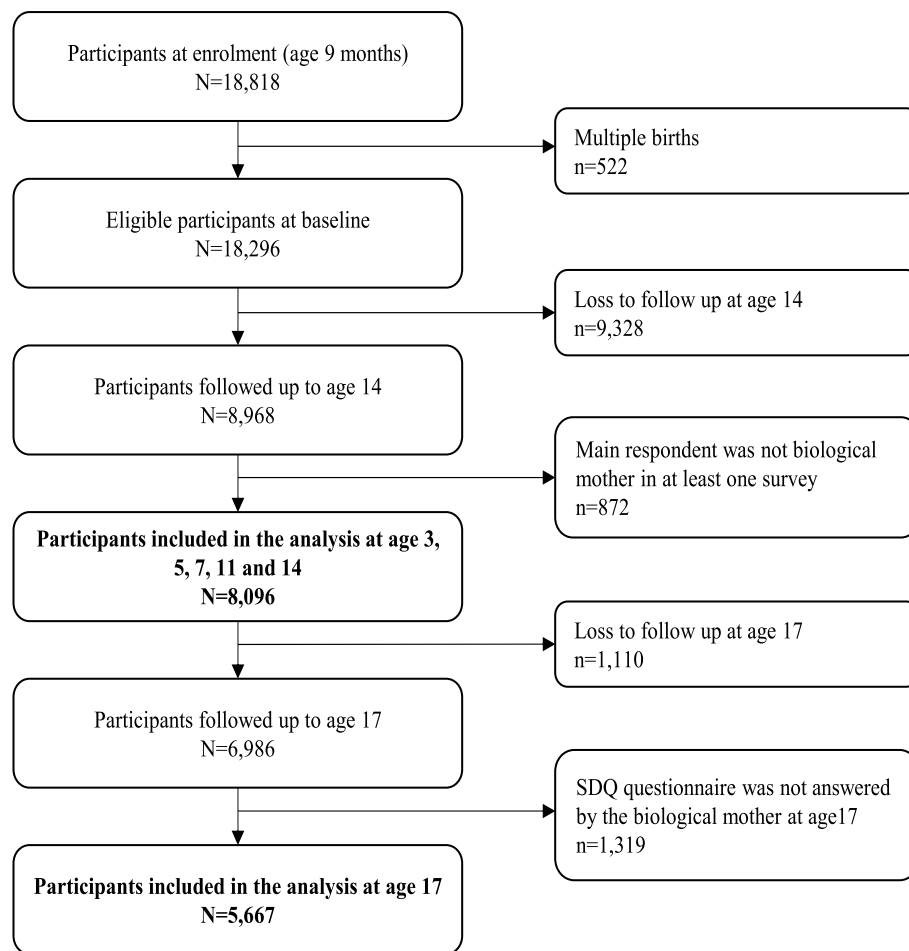 Participants at enrolment (age 9 months)
N=18,818
Multiple births
n=522
Eligible participants at baseline
N=18,296
Loss to follow up at age 14
n=9,328
Participants followed up to age 14
N=8,968
Main respondent was not biological
mother in at least one survey
n=872
Participants included in the analysis at age 3,
5, 7, 11 and 14
N=8,096
Loss to follow up at age 17
n=1,110
Participants followed up to age 17
N=6,986
SDQ questionnaire was not answered
by the biological mother at age17
n=1,319
Participants included in the analysis at age 17
N=5,667